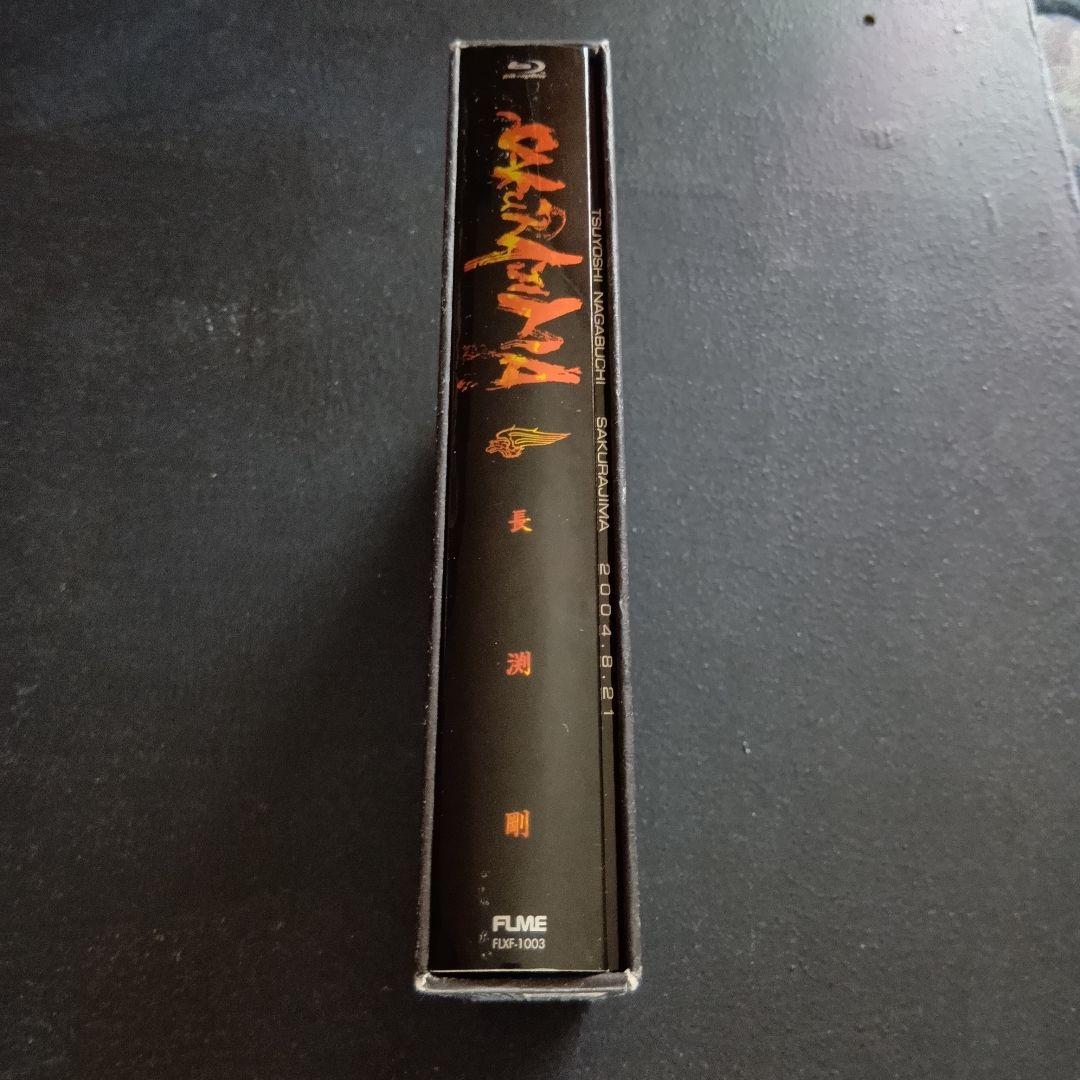 SAKURAJIMA
長渕剛
FLME
FLXF-1003
TSUYOSHI NAGABUCHI SAKURAJIMA 2004.8.21